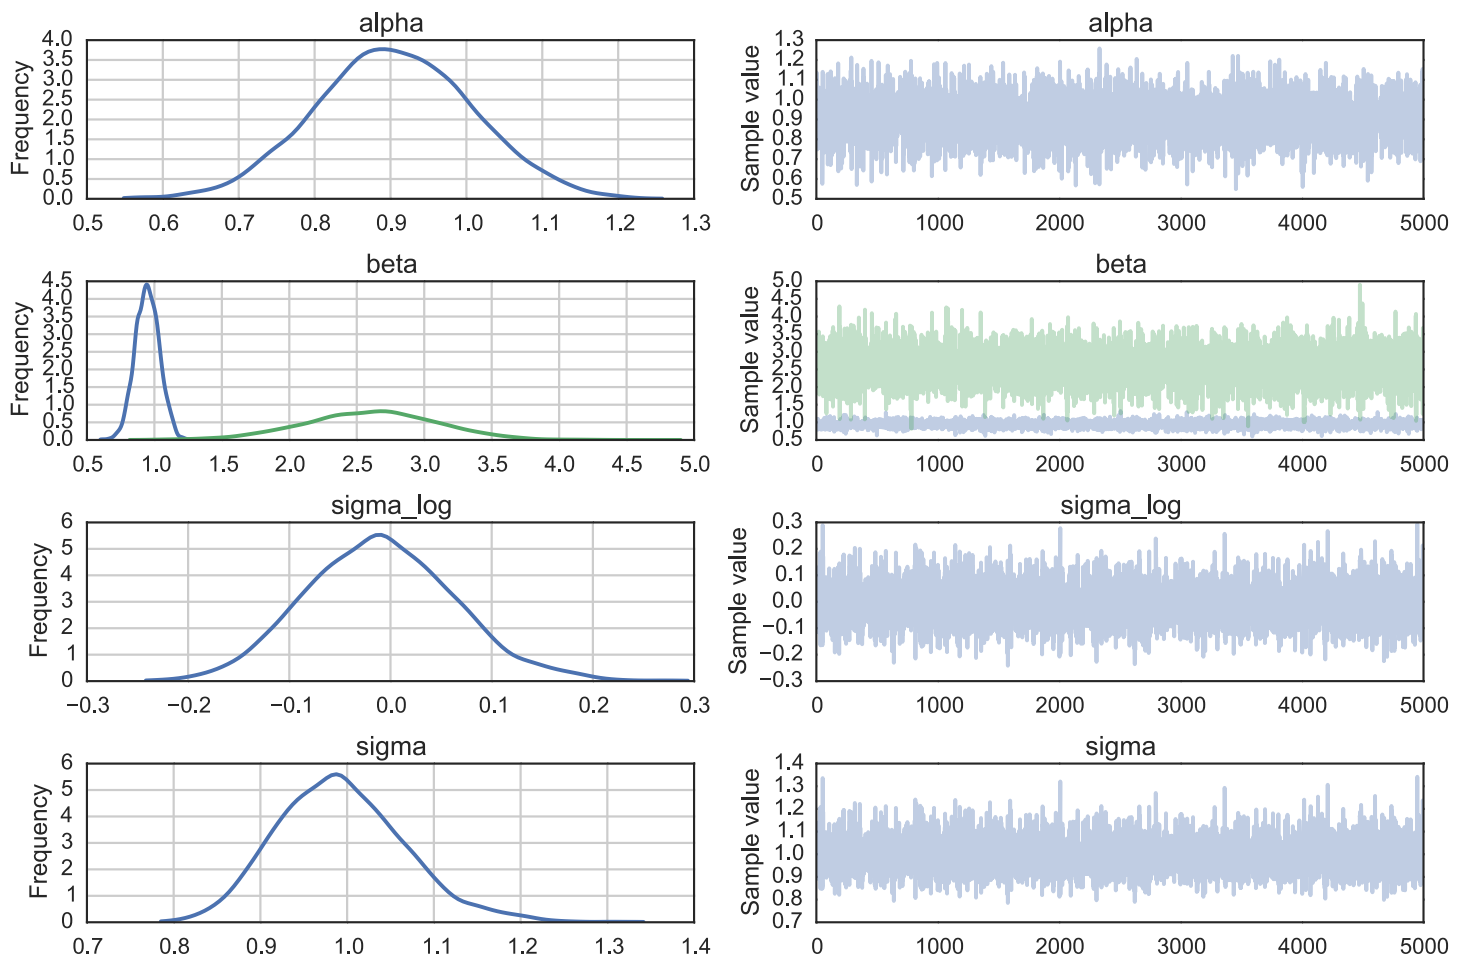 alpha
Frequency
4.0
3.5
3.0
2.5
2.0
1.5
1.0
0.5
0.0
0.5 0.6 0.7 0.8 0.9 1.0 1.1 1.2 1.3
alpha
Sample value
1.3
1.2
1.1
1.0
0.9
0.8
0.7
0.6
0.5
0 1000 2000 3000 4000 5000
beta
Frequency
4.5
4.0
3.5
3.0
2.5
2.0
1.5
1.0
0.5
0.0
0.5 1.0 1.5 2.0 2.5 3.0 3.5 4.0 4.5 5.0
beta
Sample value
5.0
4.5
4.0
3.5
3.0
2.5
2.0
1.5
1.0
0.5
0 1000 2000 3000 4000 5000
sigma_log
Frequency
6
5
4
3
2
1
0
−0.3 −0.2 −0.1 0.0 0.1 0.2 0.3
sigma_log
Sample value
0.3
0.2
0.1
0.0
−0.1
−0.2
−0.3
0 1000 2000 3000 4000 5000
sigma
Frequency
6
5
4
3
2
1
0
0.7 0.8 0.9 1.0 1.1 1.2 1.3 1.4
sigma
Sample value
1.4
1.3
1.2
1.1
1.0
0.9
0.8
0.7
0 1000 2000 3000 4000 5000